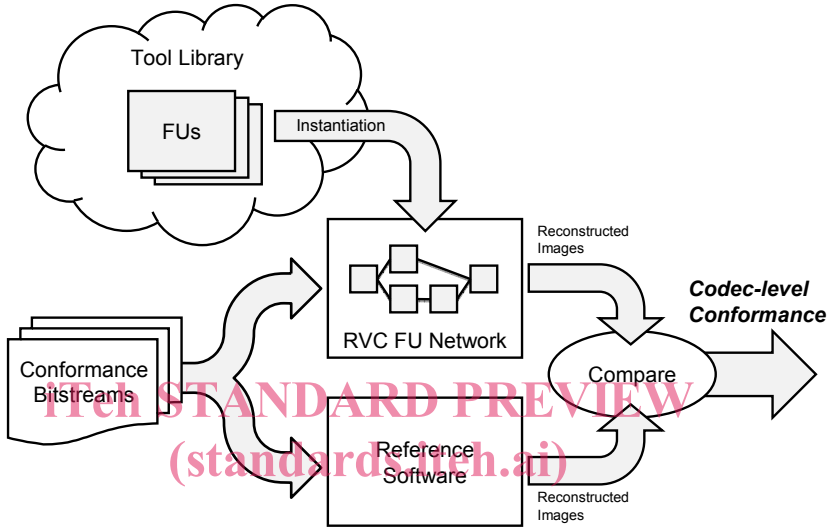 Tool Library
FUs
Instantiation
Reconstructed
Images
RVC FU Network
Codec-level
Conformance
Conformance
Bitstreams
Compare
iTeh STANDARD PREVIEW
(standards.iteh.ai)
Reference
Software
Reconstructed
Images